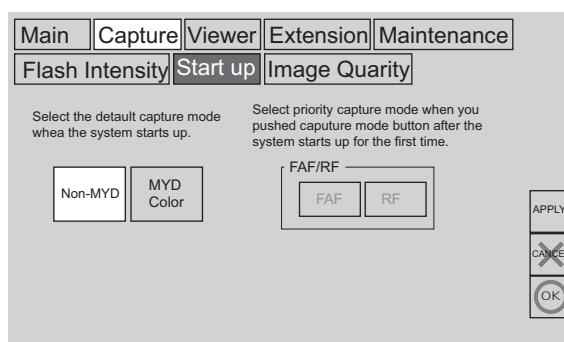 Main Capture Viewer Extension Maintenance
Flash Intensity Start up Image Quarity
Select the default capture mode
whea the system starts up.
Select priority capture mode when you
pushed caputure mode button after the
system starts up for the first time.
Non-MYD
MYD
Color
FAF/RF
FAF RF
APPLY
CANCE
OK